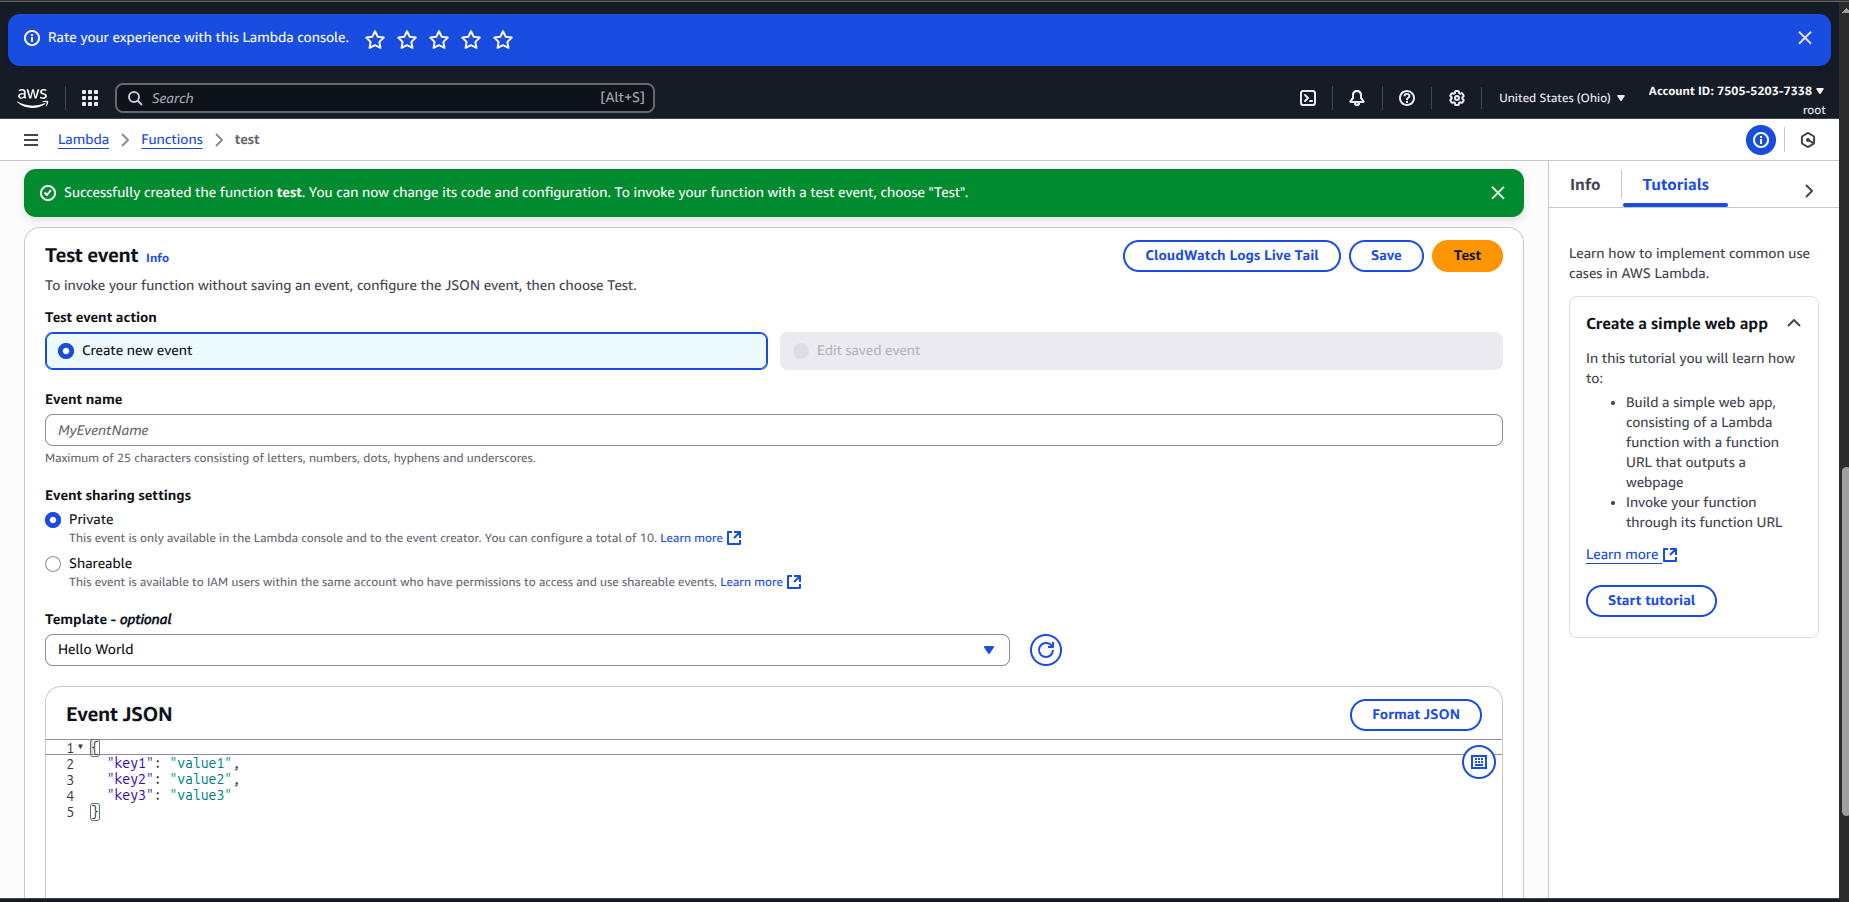 Rate your experience with this Lambda console.
aws
Search [Alt+S]
United States (Ohio)
Account ID: 7505-5203-7338
root
Lambda
Functions
test
Successfully created the function test. You can now change its code and configuration. To invoke your function with a test event, choose "Test".
Test event Info
CloudWatch Logs Live Tail
Save
Test
To invoke your function without saving an event, configure the JSON event, then choose Test.
Test event action
Create new event
Edit saved event
Event name
MyEventName
Maximum of 25 characters consisting of letters, numbers, dots, hyphens and underscores.
Event sharing settings
Private
This event is only available in the Lambda console and to the event creator. You can configure a total of 10. Learn more
Shareable
This event is available to IAM users within the same account who have permissions to access and use shareable events. Learn more
Template - optional
Hello World
Event JSON
Format JSON
1 {
2 "key1": "value1",
3 "key2": "value2",
4 "key3": "value3"
5 }
Info
Tutorials
Learn how to implement common use
cases in AWS Lambda.
Create a simple web app
In this tutorial you will learn how
to:
• Build a simple web app,
consisting of a Lambda
function with a function
URL that outputs a
webpage
• Invoke your function
through its function URL
Learn more
Start tutorial